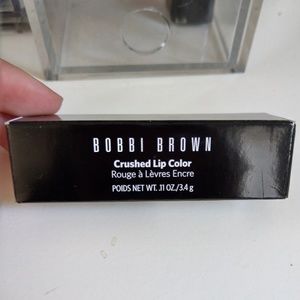 BOBBI BROWN
Crushed Lip Color
Rouge à Lèvres Encre
POIDS NET WT. .11 OZ./3.4 g